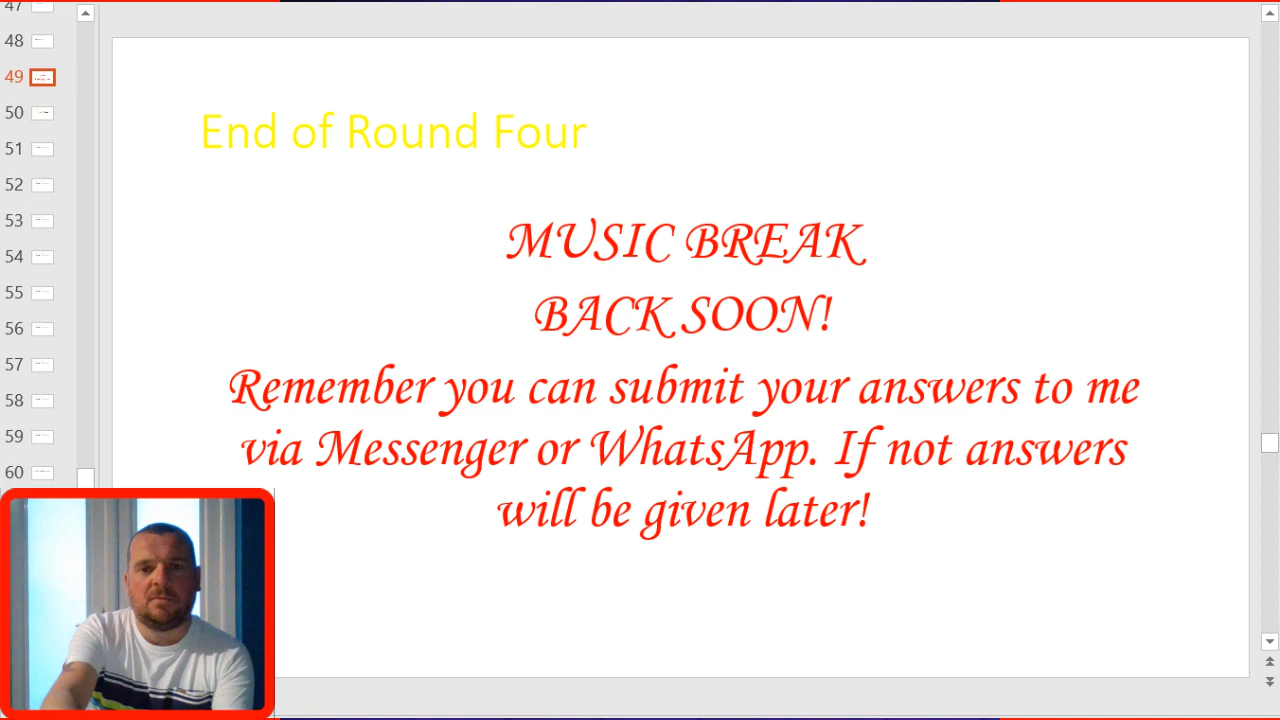 47
48
49
50
51
52
53
54
55
56
57
58
59
60
End of Round Four
MUSIC BREAK
BACK SOON!
Remember you can submit your answers to me
via Messenger or WhatsApp. If not answers
will be given later!